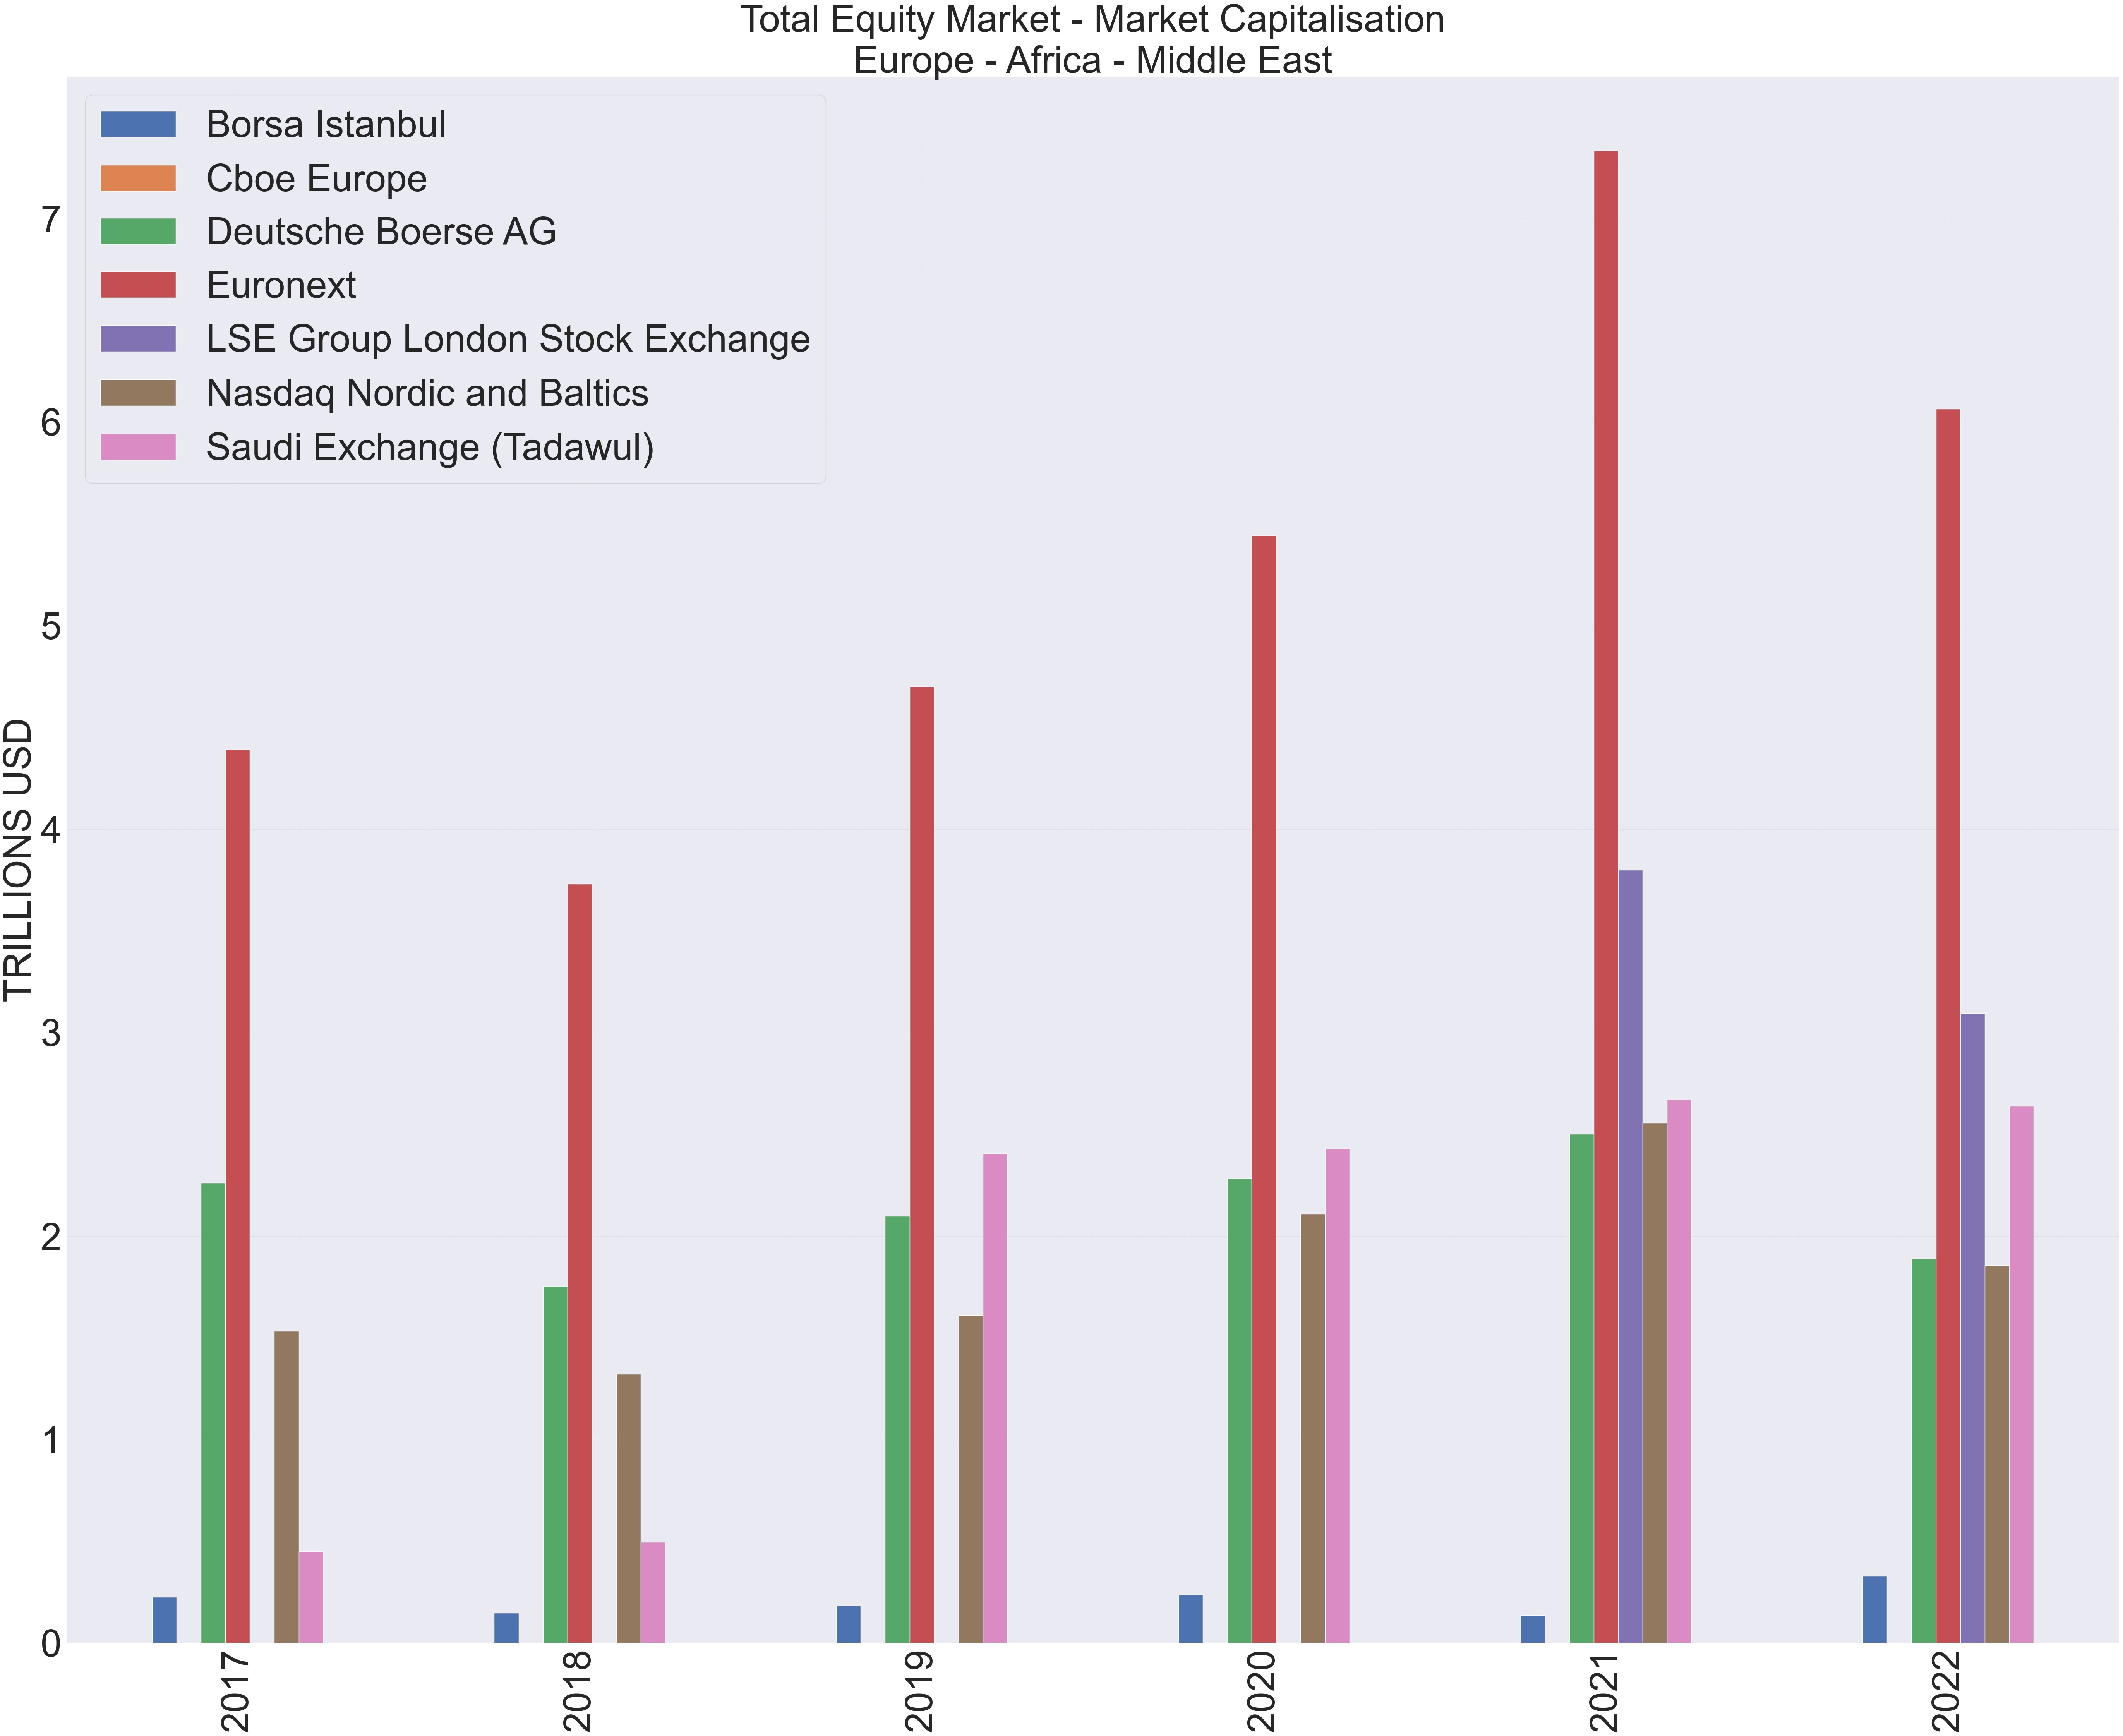 Total Equity Market - Market Capitalisation
Europe - Africa - Middle East
Borsa Istanbul
Cboe Europe
Deutsche Boerse AG
Euronext
LSE Group London Stock Exchange
Nasdaq Nordic and Baltics
Saudi Exchange (Tadawul)
TRILLIONS USD
7
6
5
4
3
2
1
0
2017
2018
2019
2020
2021
2022